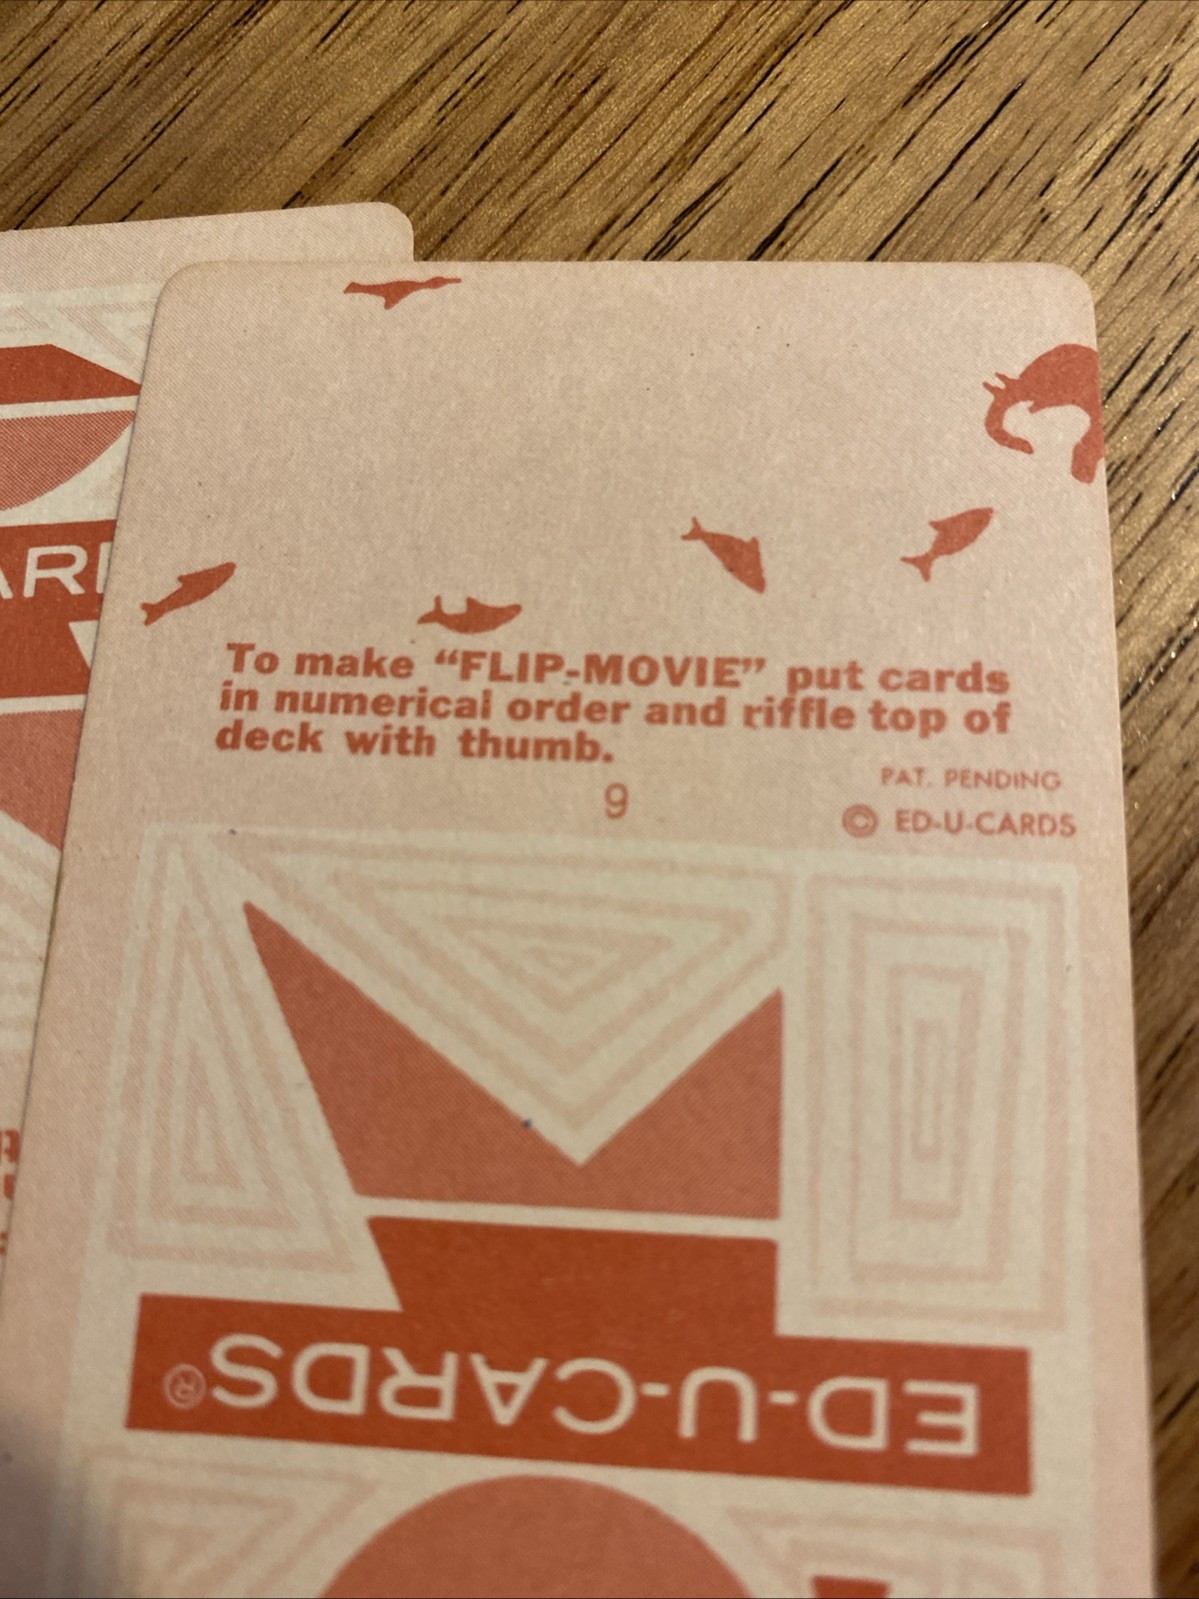 To make “FLIP-MOVIE” put cards
in numerical order and riffle top of
deck with thumb.
PAT. PENDING
9
© ED-U-CARDS
ED-U-CARDS®